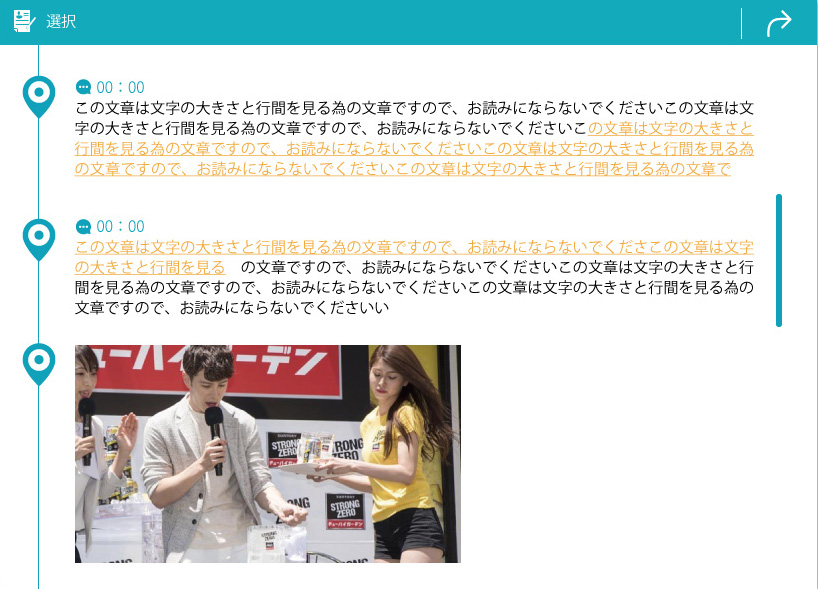 選択
00：00
この文章は文字の大きさと行間を見る為の文章ですので、お読みにならないでくださいこの文章は文
字の大きさと行間を見る為の文章ですので、お読みにならないでくださいこの文章は文字の大きさと
行間を見る為の文章ですので、お読みにならないでくださいこの文章は文字の大きさと行間を見る為
の文章ですので、お読みにならないでくださいこの文章は文字の大きさと行間を見る為の文章で
00：00
この文章は文字の大きさと行間を見る為の文章ですので、お読みにならないでくださこの文章は文字
の大きさと行間を見る　の文章ですので、お読みにならないでくださいこの文章は文字の大きさと行
間を見る為の文章ですので、お読みにならないでくださいこの文章は文字の大きさと行間を見る為の
文章ですので、お読みにならないでくださいい
ューハイガーデン
SUNTORY
STRONG
ZERO
RONG
ZERO
SUNTORY
STRONG
ZERO
チューハイガーデン
STRONG
ZERO